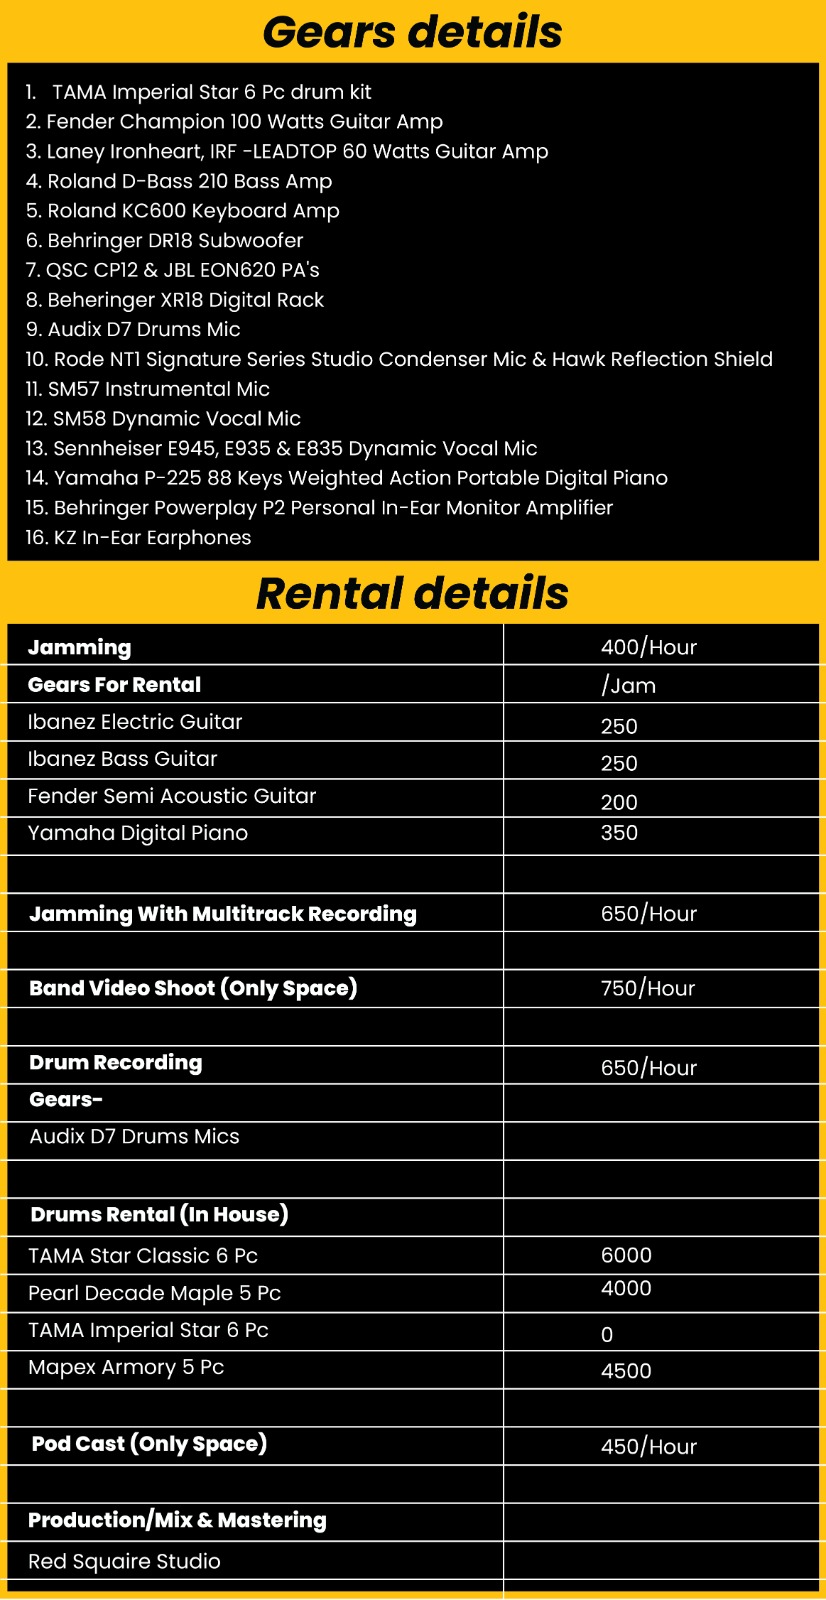 Gears details
1. TAMA Imperial Star 6 Pc drum kit
2. Fender Champion 100 Watts Guitar Amp
3. Laney Ironheart, IRF -LEADTOP 60 Watts Guitar Amp
4. Roland D-Bass 210 Bass Amp
5. Roland KC600 Keyboard Amp
6. Behringer DR18 Subwoofer
7. QSC CP12 & JBL EON620 PA's
8. Beheringer XR18 Digital Rack
9. Audix D7 Drums Mic
10. Rode NT1 Signature Series Studio Condenser Mic & Hawk Reflection Shield
11. SM57 Instrumental Mic
12. SM58 Dynamic Vocal Mic
13. Sennheiser E945, E935 & E835 Dynamic Vocal Mic
14. Yamaha P-225 88 Keys Weighted Action Portable Digital Piano
15. Behringer Powerplay P2 Personal In-Ear Monitor Amplifier
16. KZ In-Ear Earphones
Rental details
Jamming 400/Hour
Gears For Rental /Jam
Ibanez Electric Guitar 250
Ibanez Bass Guitar 250
Fender Semi Acoustic Guitar 200
Yamaha Digital Piano 350
Jamming With Multitrack Recording 650/Hour
Band Video Shoot (Only Space) 750/Hour
Drum Recording 650/Hour
Gears-
Audix D7 Drums Mics
Drums Rental (In House)
TAMA Star Classic 6 Pc 6000
Pearl Decade Maple 5 Pc 4000
TAMA Imperial Star 6 Pc 0
Mapex Armory 5 Pc 4500
Pod Cast (Only Space) 450/Hour
Production/Mix & Mastering
Red Squaire Studio